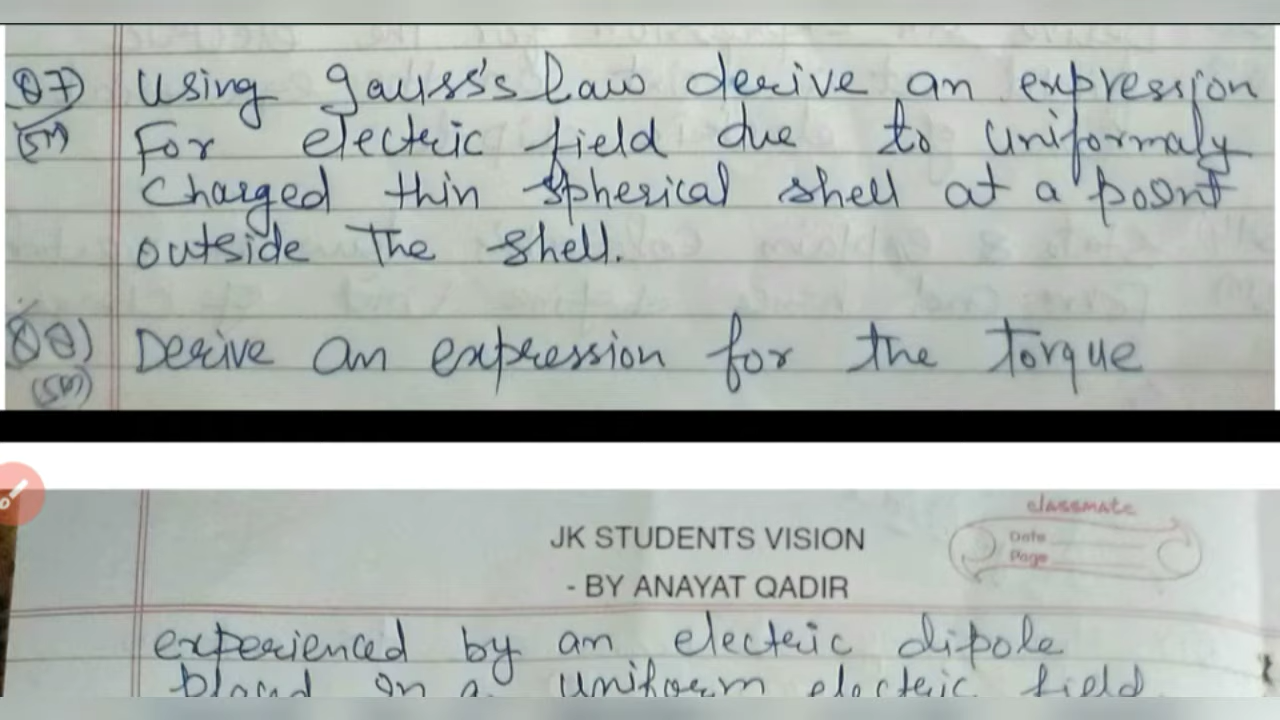 Q7) Using gauss's law derive an expression
(5M) For electric field due to uniformaly
Charged thin spherical shell at a point
outside The shell.
Q8) Derive an expression for the Torque
(5M)
classmate
JK STUDENTS VISION
Date
Page
- BY ANAYAT QADIR
experienced by an electric dipole
placed in a uniform electric field